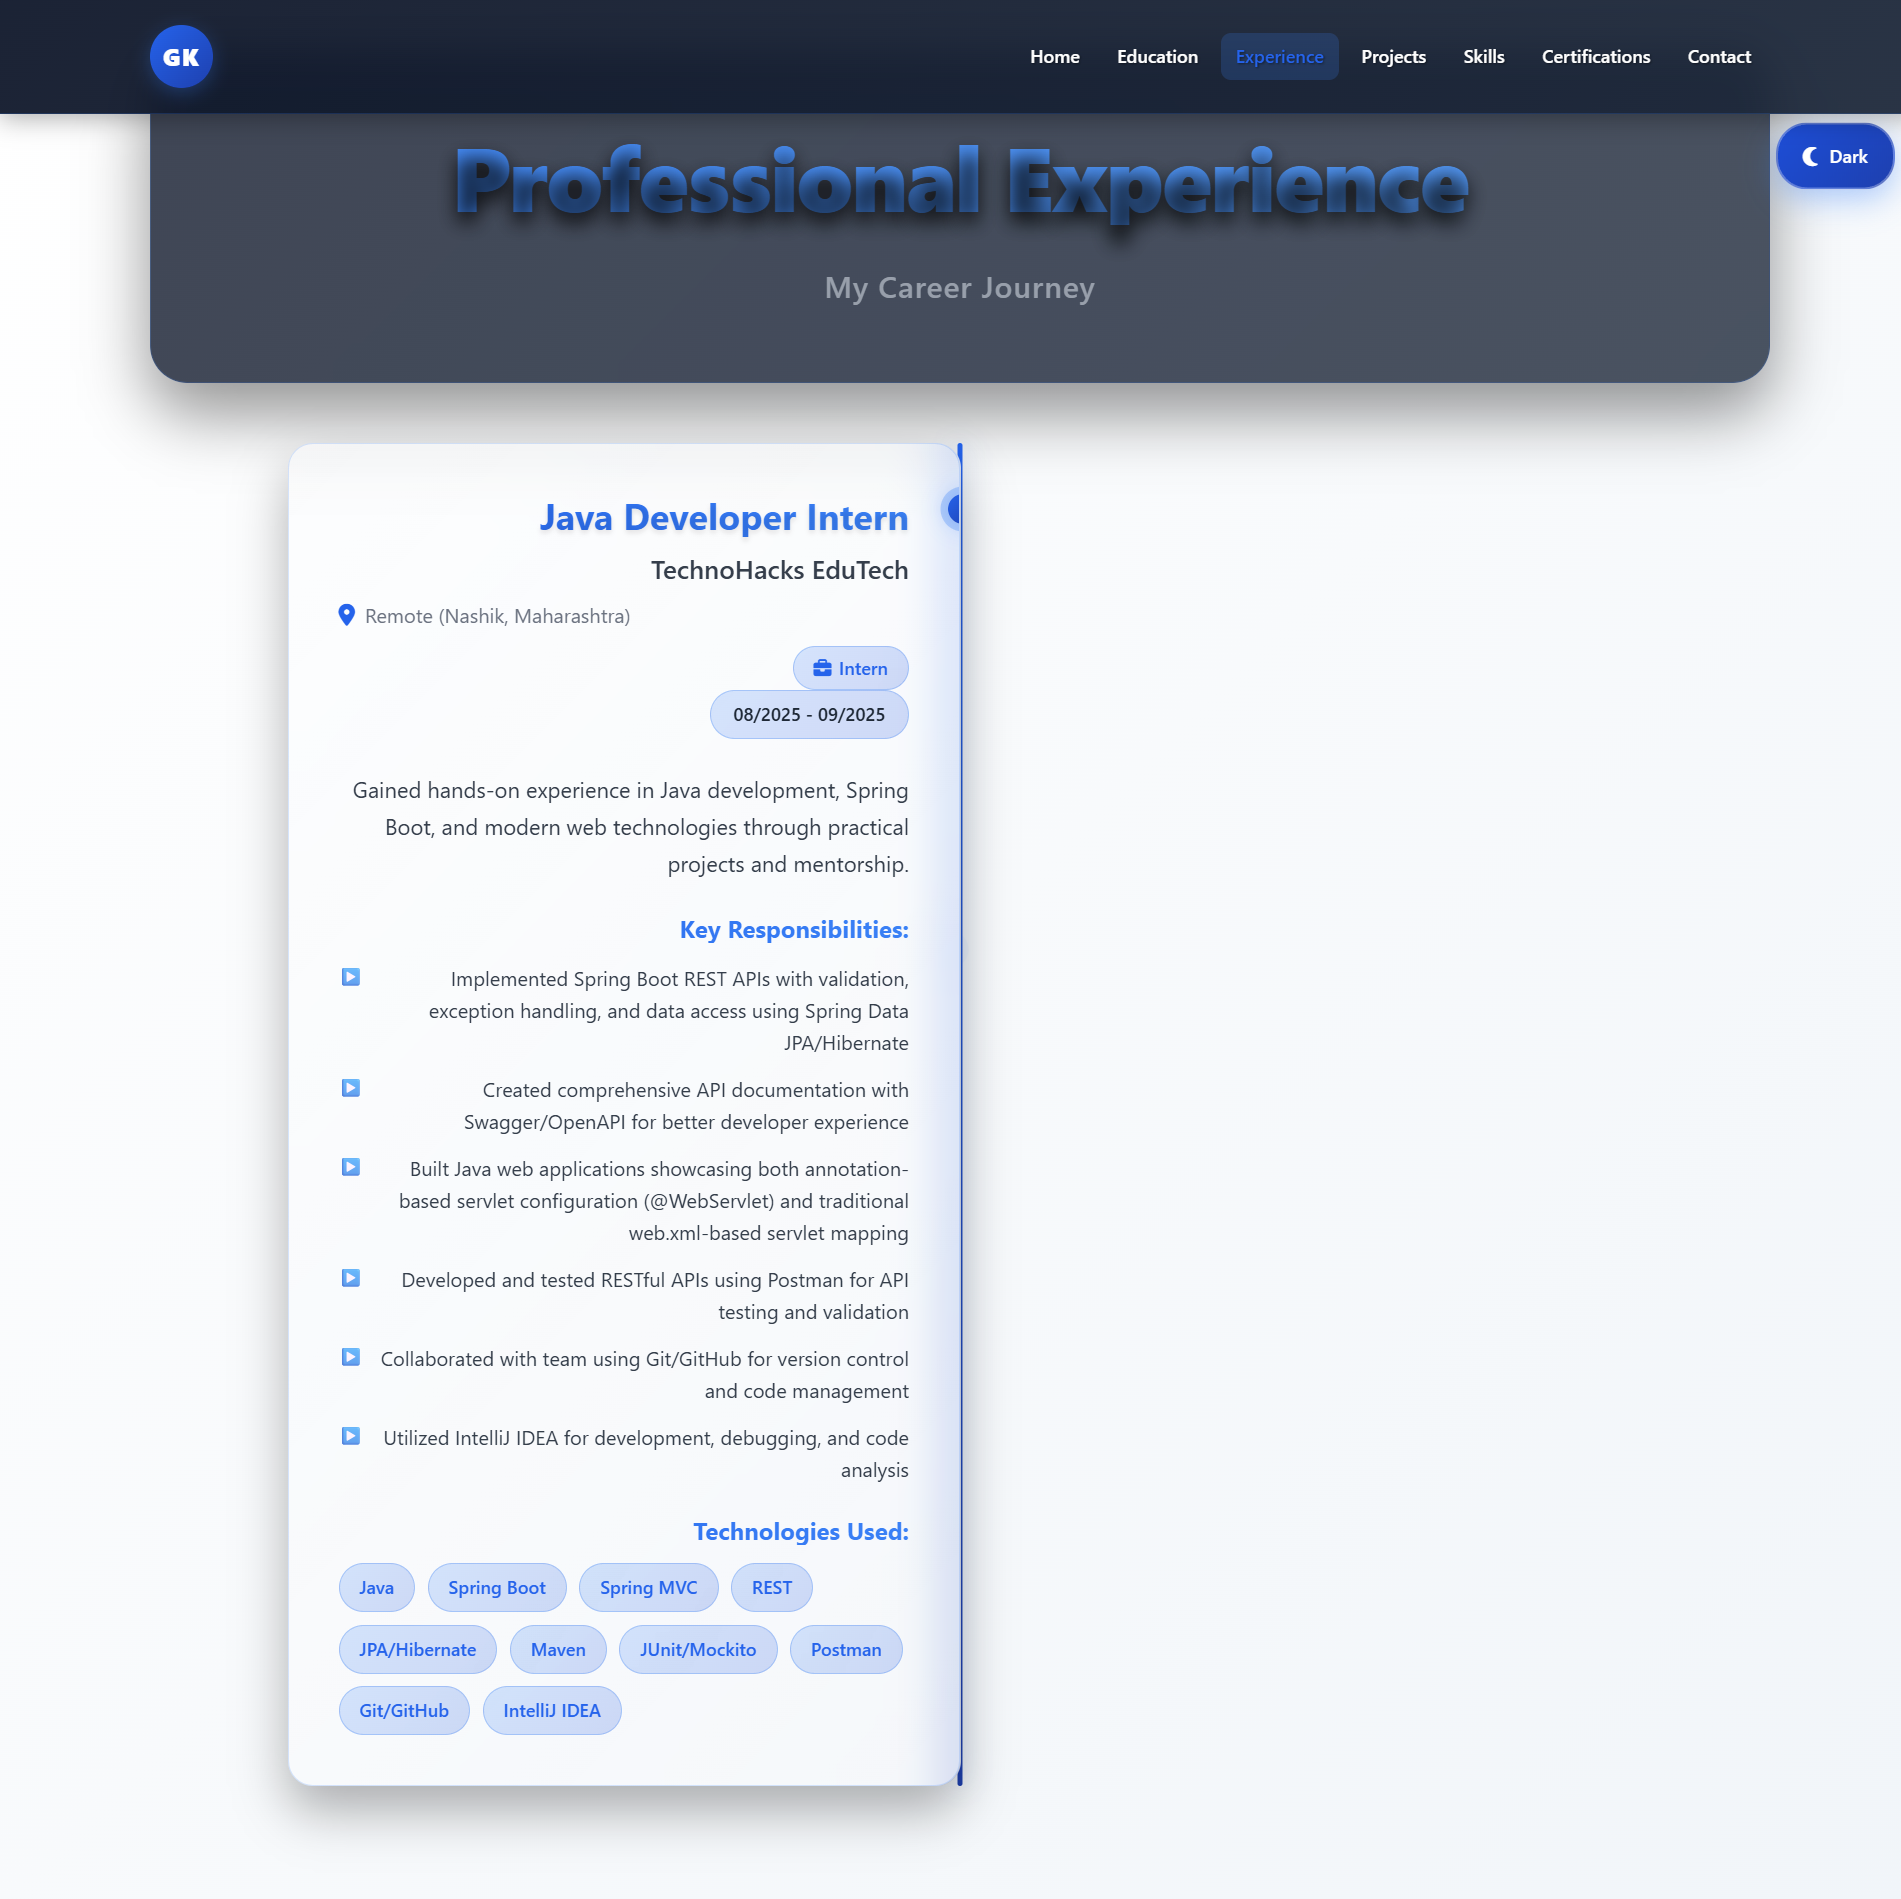 GK
Home Education Experience Projects Skills Certifications Contact
Dark
Professional Experience
My Career Journey
Java Developer Intern
TechnoHacks EduTech
Remote (Nashik, Maharashtra)
Intern
08/2025 - 09/2025
Gained hands-on experience in Java development, Spring
Boot, and modern web technologies through practical
projects and mentorship.
Key Responsibilities:
Implemented Spring Boot REST APIs with validation,
exception handling, and data access using Spring Data
JPA/Hibernate
Created comprehensive API documentation with
Swagger/OpenAPI for better developer experience
Built Java web applications showcasing both annotation-
based servlet configuration (@WebServlet) and traditional
web.xml-based servlet mapping
Developed and tested RESTful APIs using Postman for API
testing and validation
Collaborated with team using Git/GitHub for version control
and code management
Utilized IntelliJ IDEA for development, debugging, and code
analysis
Technologies Used:
Java Spring Boot Spring MVC REST
JPA/Hibernate Maven JUnit/Mockito Postman
Git/GitHub IntelliJ IDEA